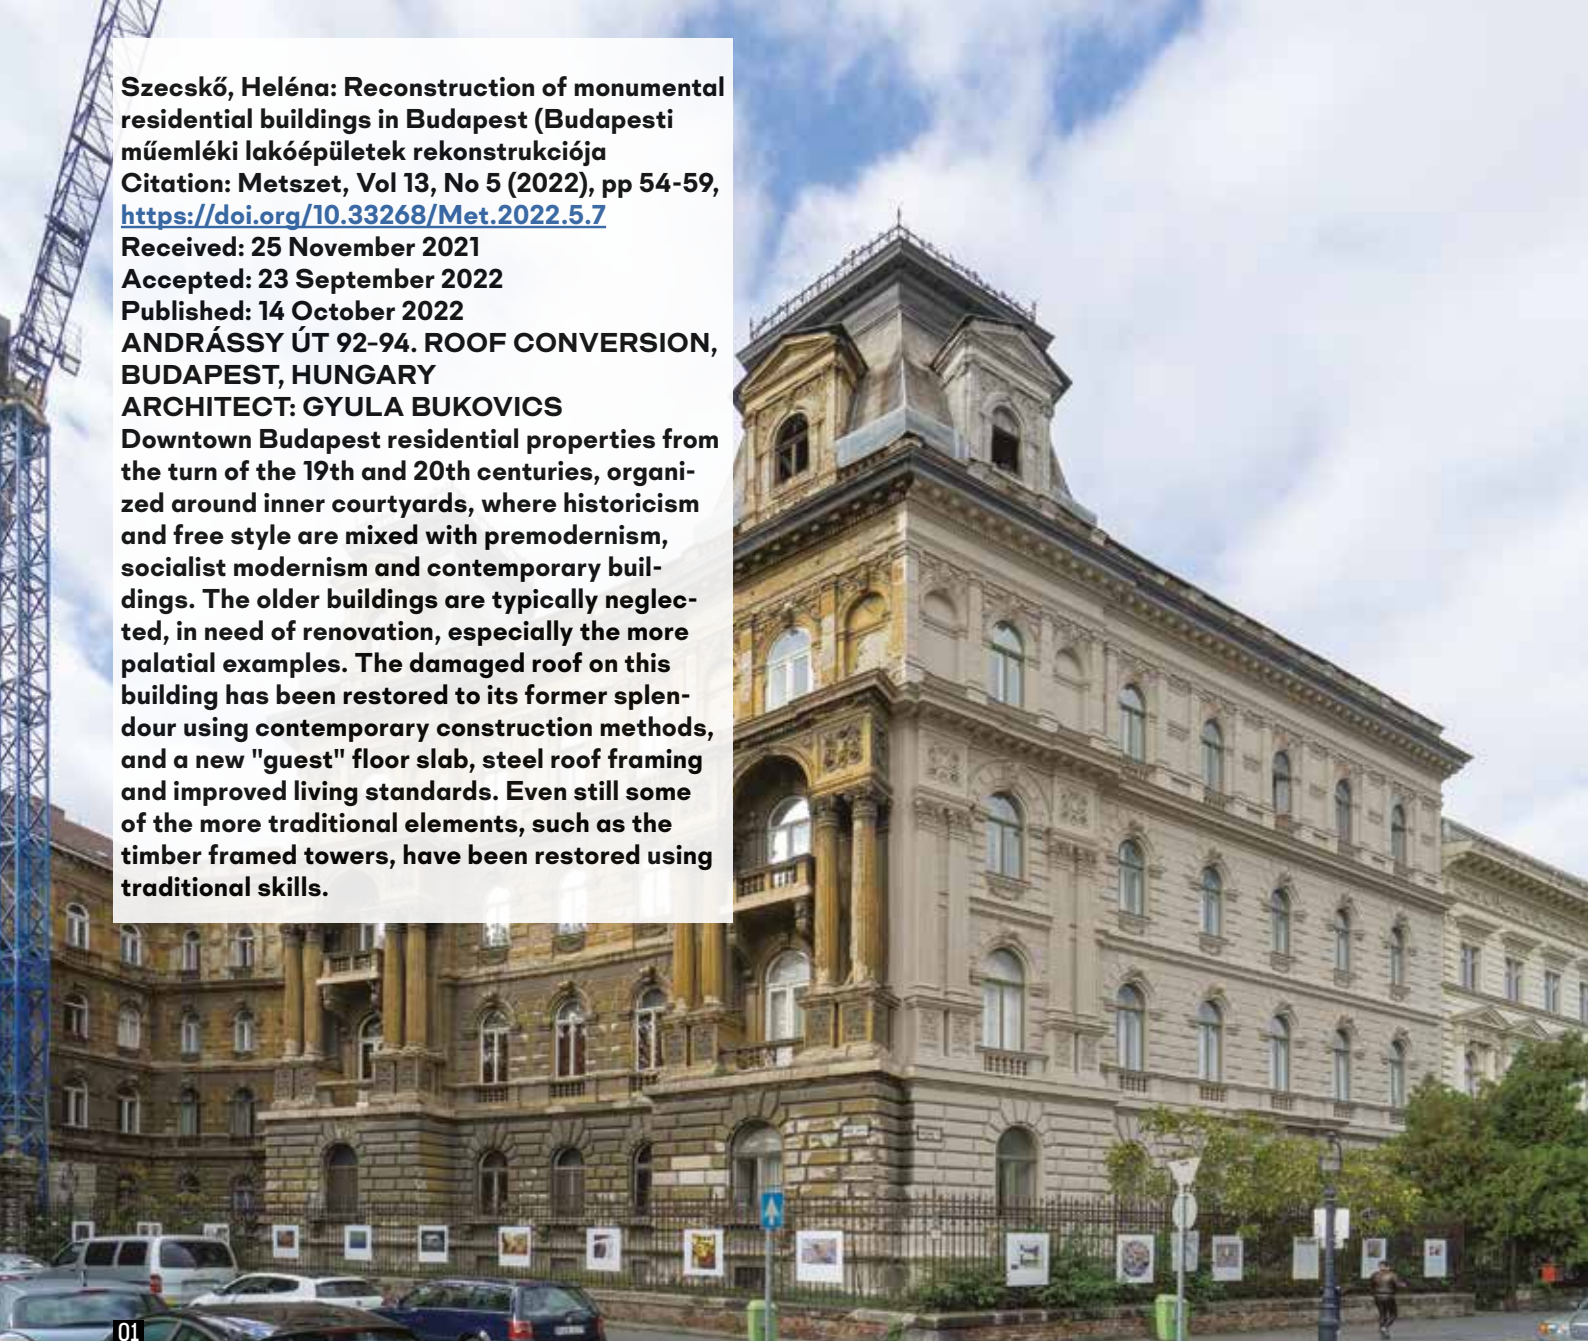 Szecskő, Heléna: Reconstruction of monumental
residential buildings in Budapest (Budapesti
műemléki lakóépületek rekonstrukciója
Citation: Metszet, Vol 13, No 5 (2022), pp 54-59,
https://doi.org/10.33268/Met.2022.5.7
Received: 25 November 2021
Accepted: 23 September 2022
Published: 14 October 2022
ANDRÁSSY ÚT 92–94. ROOF CONVERSION,
BUDAPEST, HUNGARY
ARCHITECT: GYULA BUKOVICS
Downtown Budapest residential properties from
the turn of the 19th and 20th centuries, organi-
zed around inner courtyards, where historicism
and free style are mixed with premodernism,
socialist modernism and contemporary buil-
dings. The older buildings are typically neglec-
ted, in need of renovation, especially the more
palatial examples. The damaged roof on this
building has been restored to its former splen-
dour using contemporary construction methods,
and a new "guest" floor slab, steel roof framing
and improved living standards. Even still some
of the more traditional elements, such as the
timber framed towers, have been restored using
traditional skills.
01